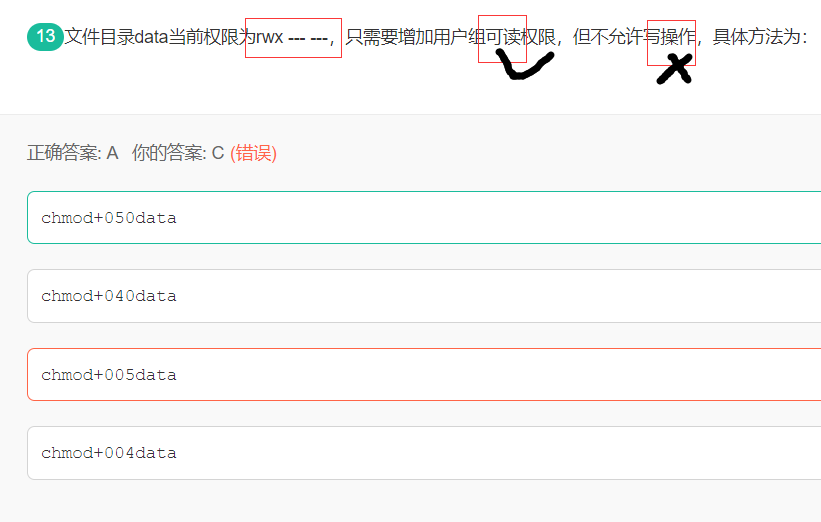 13 文件目录data当前权限为rwx --- ---，只需要增加用户组可读权限，但不允许写操作，具体方法为：
正确答案: A 你的答案: C (错误)
chmod+050data
chmod+040data
chmod+005data
chmod+004data